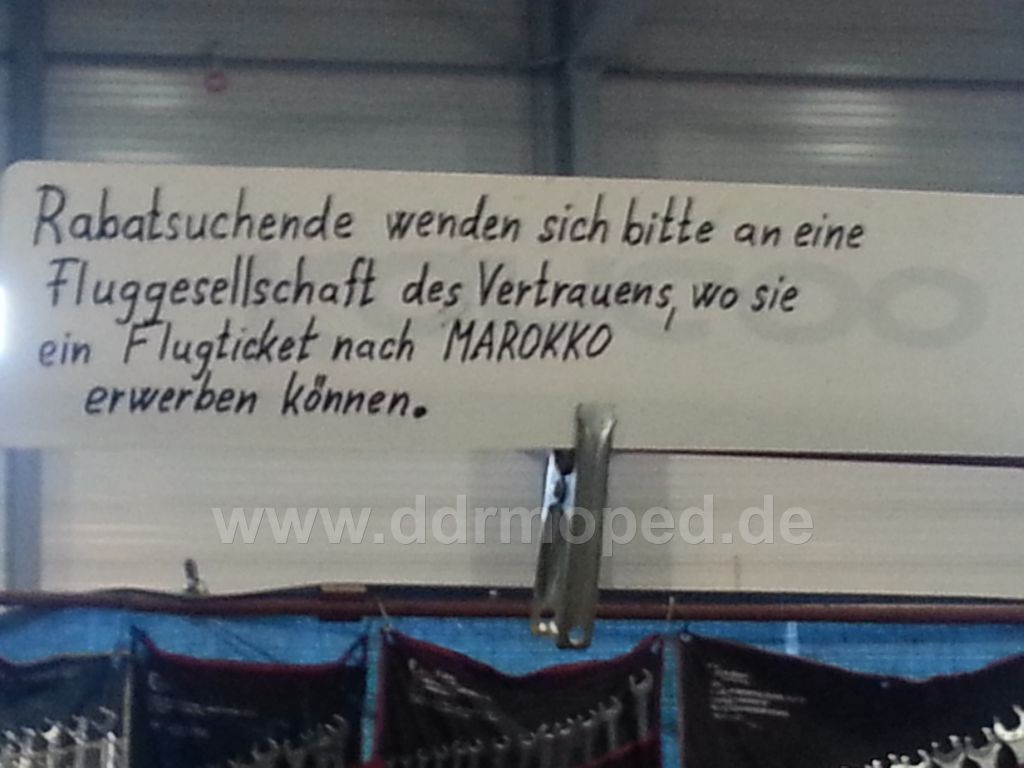 Rabatsuchende wenden sich bitte an eine
Fluggesellschaft des Vertrauens, wo sie
ein Flugticket nach MAROKKO
erwerben können.
www.ddrmoped.de